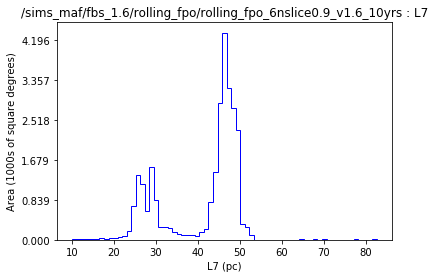 /sims_maf/fbs_1.6/rolling_fpo/rolling_fpo_6nslice0.9_v1.6_10yrs : L7
4.196
3.357
2.518
1.679
0.839
0.000
Area (1000s of square degrees)
10 20 30 40 50 60 70 80
L7 (pc)